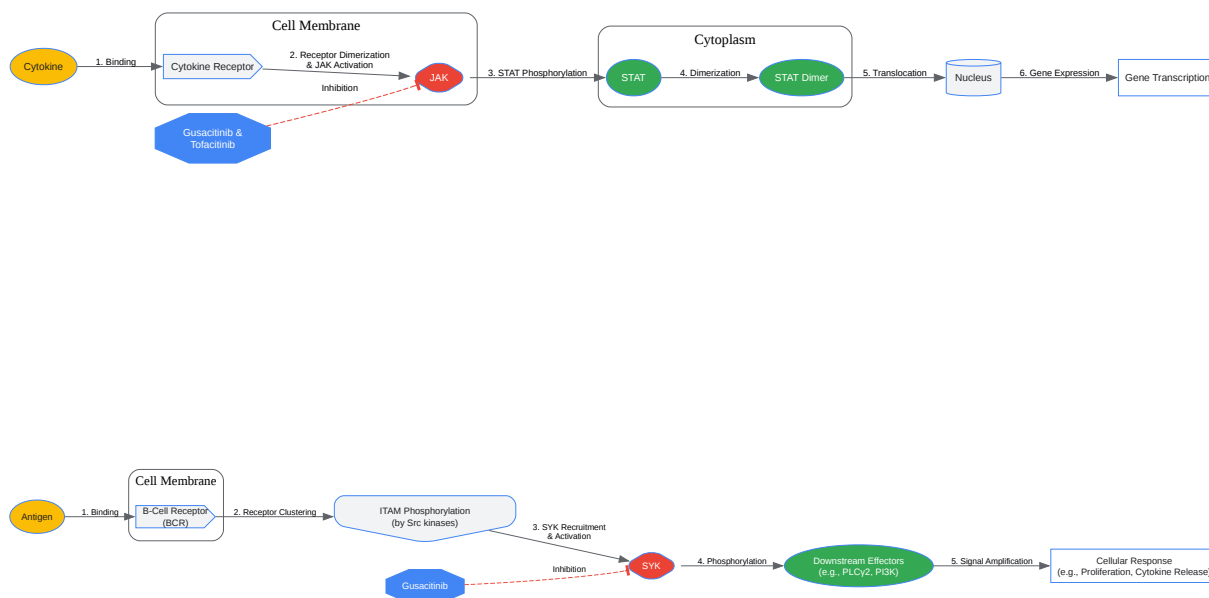 Cell Membrane
Cytoplasm
Cytokine
1. Binding
Cytokine Receptor
2. Receptor Dimerization
& JAK Activation
Inhibition
JAK
3. STAT Phosphorylation
STAT
4. Dimerization
STAT Dimer
5. Translocation
Nucleus
6. Gene Expression
Gene Transcription
Gusacitinib &
Tofacitinib
Cell Membrane
Antigen
1. Binding
B-Cell Receptor
(BCR)
2. Receptor Clustering
ITAM Phosphorylation
(by Src kinases)
3. SYK Recruitment
& Activation
Inhibition
Gusacitinib
SYK
4. Phosphorylation
Downstream Effectors
(e.g., PLCγ2, PI3K)
5. Signal Amplification
Cellular Response
(e.g., Proliferation, Cytokine Release)